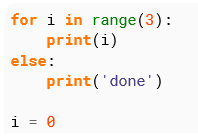 for i in range(3):
    print(i)
else:
    print('done')

i = 0